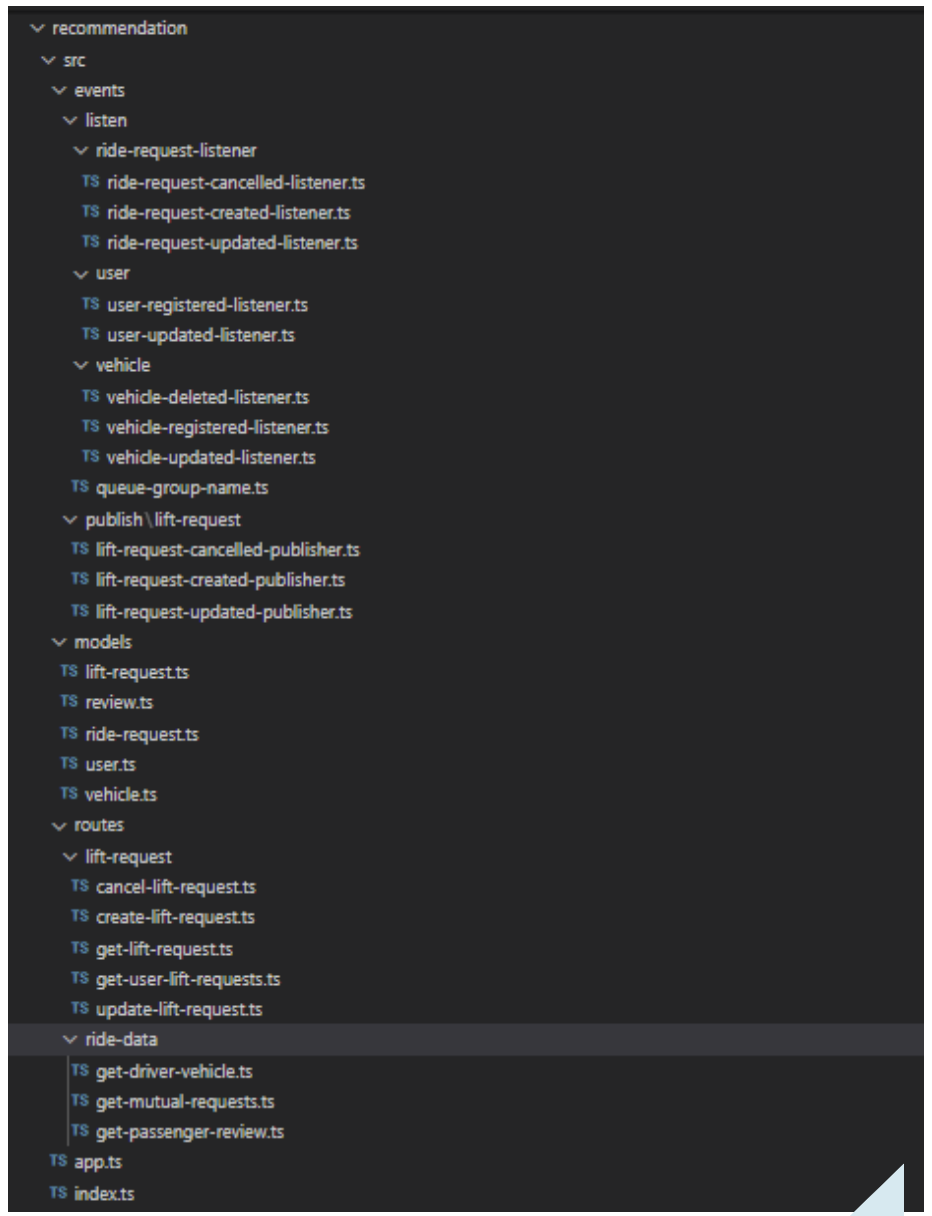 recommendation
src
events
listen
ride-request-listener
TS ride-request-cancelled-listener.ts
TS ride-request-created-listener.ts
TS ride-request-updated-listener.ts
user
TS user-registered-listener.ts
TS user-updated-listener.ts
vehicle
TS vehicle-deleted-listener.ts
TS vehicle-registered-listener.ts
TS vehicle-updated-listener.ts
TS queue-group-name.ts
publish\lift-request
TS lift-request-cancelled-publisher.ts
TS lift-request-created-publisher.ts
TS lift-request-updated-publisher.ts
models
TS lift-request.ts
TS review.ts
TS ride-request.ts
TS user.ts
TS vehicle.ts
routes
lift-request
TS cancel-lift-request.ts
TS create-lift-request.ts
TS get-lift-request.ts
TS get-user-lift-requests.ts
TS update-lift-request.ts
ride-data
TS get-driver-vehicle.ts
TS get-mutual-requests.ts
TS get-passenger-review.ts
TS app.ts
TS index.ts